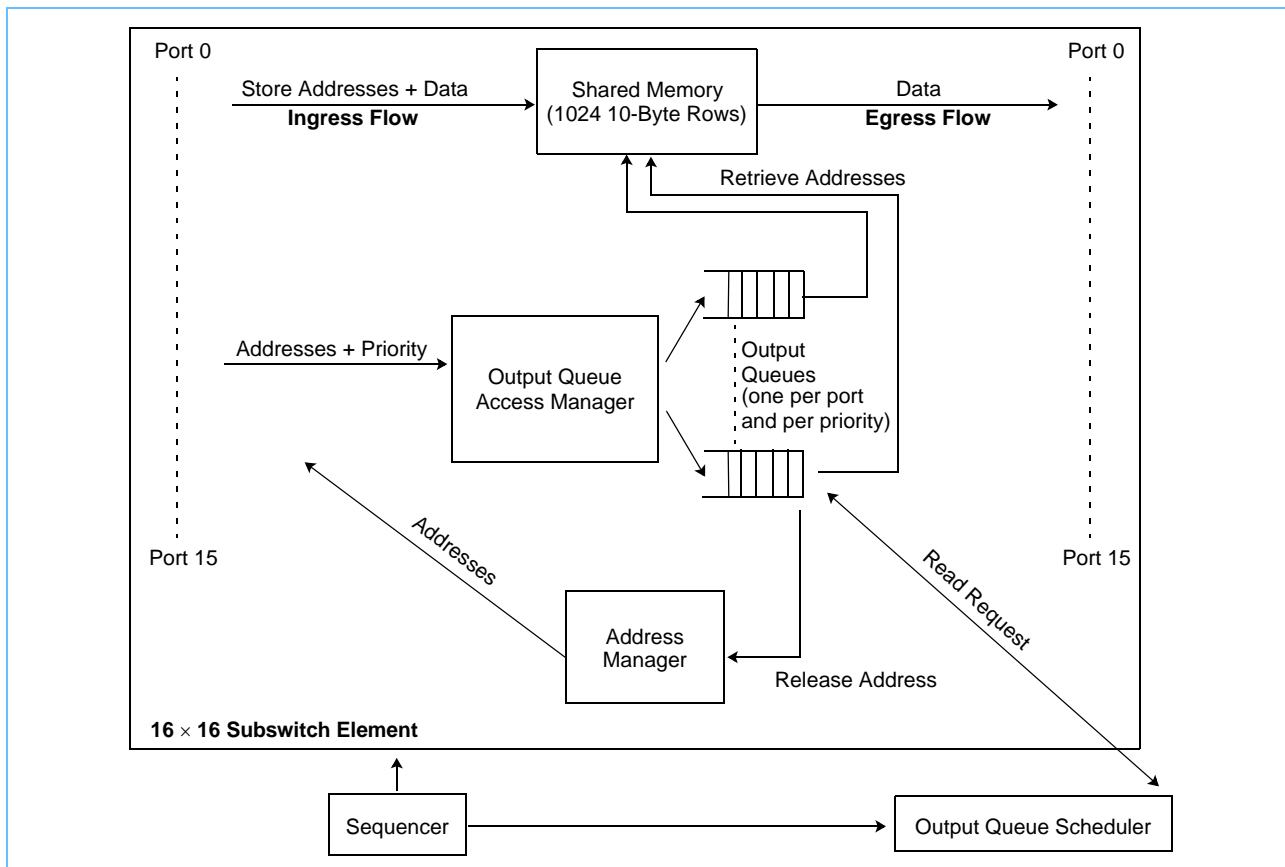 Port 0
Port 0
Store Addresses + Data
Ingress Flow
Shared Memory
(1024 10-Byte Rows)
Data
Egress Flow
Retrieve Addresses
Addresses + Priority
Output Queue
Access Manager
Output
Queues
(one per port
and per priority)
Port 15
Port 15
Addresses
Read Request
Address
Manager
Release Address
16 × 16 Subswitch Element
Sequencer
Output Queue Scheduler